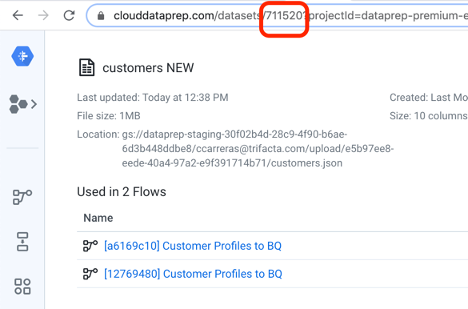 clouddataprep.com/datasets/711520?projectId=dataprep-premium-e
customers NEW
Last updated: Today at 12:38 PM
Created: Last Mo
File size: 1MB
Size: 10 columns
Location: gs://dataprep-staging-30f02b4d-28c9-4f90-b6ae-
6d3b448ddbe8/ccarreras@trifacta.com/upload/e5b97ee8-
eede-40a4-97a2-e9f391714b71/customers.json
Used in 2 Flows
Name
[a6169c10] Customer Profiles to BQ
[12769480] Customer Profiles to BQ